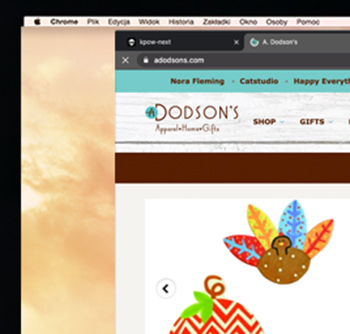 Chrome Plik Edycja Widok Historia Zakładki Okno Osoby Pomoc
kpow-next × A. Dodson's
adodsons.com
Nora Fleming • Catstudio • Happy Everyth
A DODSON'S
Apparel•Home•Gifts
SHOP GIFTS